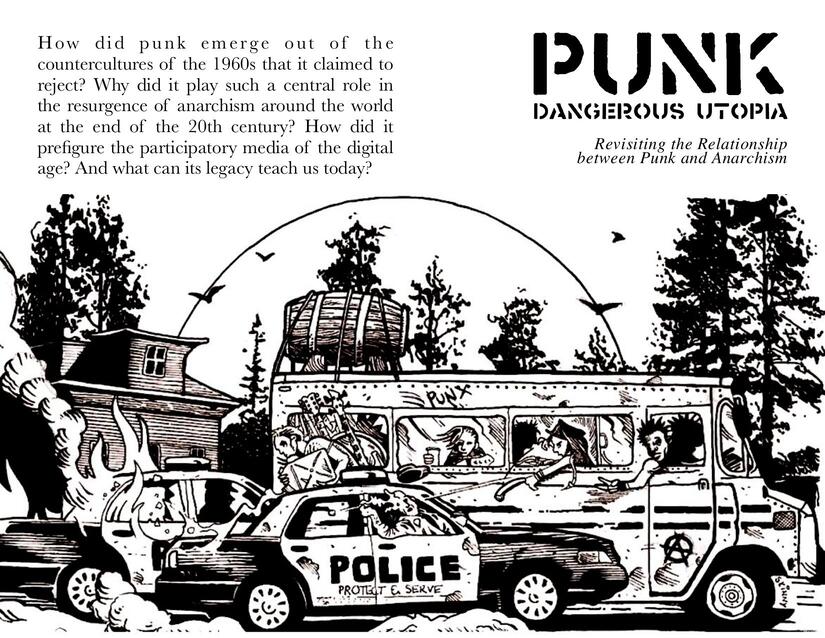 How did punk emerge out of the
countercultures of the 1960s that it claimed to
reject? Why did it play such a central role in
the resurgence of anarchism around the world
at the end of the 20th century? How did it
prefigure the participatory media of the digital
age? And what can its legacy teach us today?
PUNK
DANGEROUS UTOPIA
Revisiting the Relationship
between Punk and Anarchism
PUNX
POLICE
PROTECT & SERVE